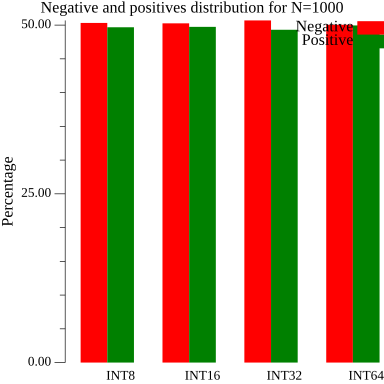 Negative and positives distribution for N=1000
50.00
Negative
Positive
Percentage
25.00
0.00
INT8 INT16 INT32 INT64